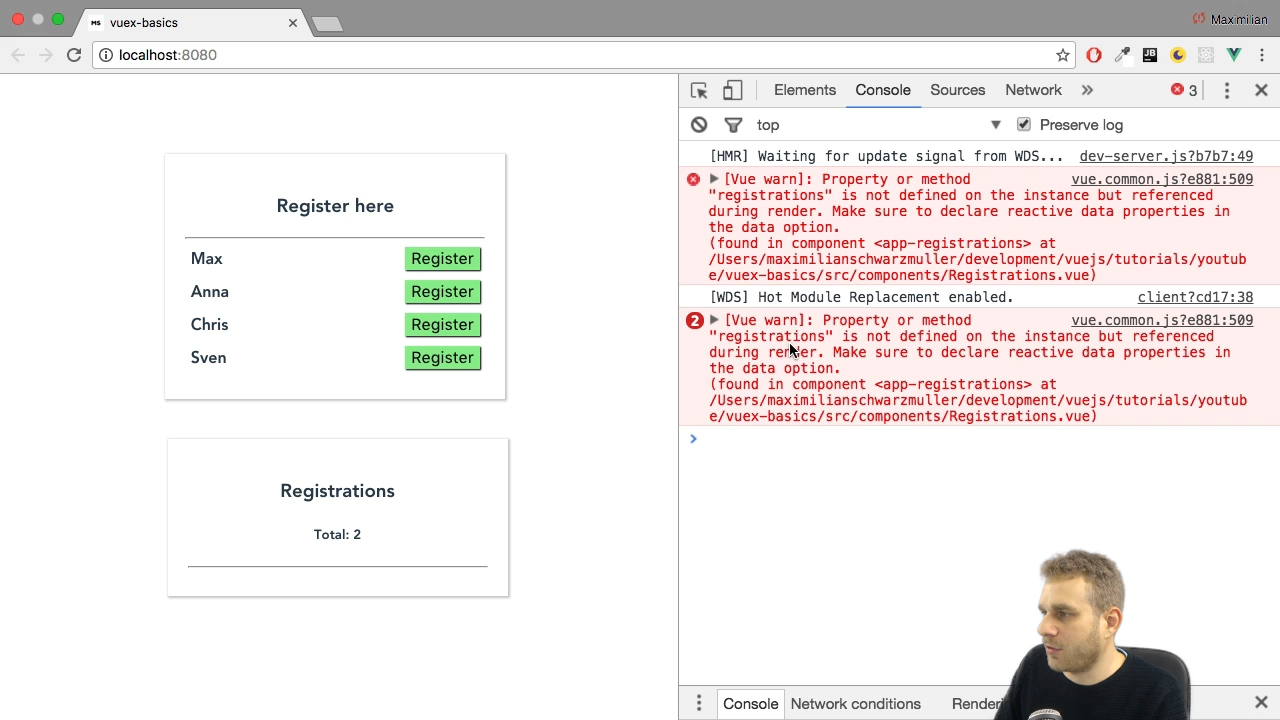 MS vuex-basics
Maximilian
localhost:8080
JB
Register here
Max Register
Anna Register
Chris Register
Sven Register
Registrations
Total: 2
Elements Console Sources Network 3
top Preserve log
[HMR] Waiting for update signal from WDS... dev-server.js?b7b7:49
[Vue warn]: Property or method vue.common.js?e881:509
"registrations" is not defined on the instance but referenced
during render. Make sure to declare reactive data properties in
the data option.
(found in component <app-registrations> at
/Users/maximilianschwarzmuller/development/vuejs/tutorials/youtub
e/vuex-basics/src/components/Registrations.vue)
[WDS] Hot Module Replacement enabled. client?cd17:38
2 [Vue warn]: Property or method vue.common.js?e881:509
"registrations" is not defined on the instance but referenced
during render. Make sure to declare reactive data properties in
the data option.
(found in component <app-registrations> at
/Users/maximilianschwarzmuller/development/vuejs/tutorials/youtub
e/vuex-basics/src/components/Registrations.vue)
Console Network conditions Renderi